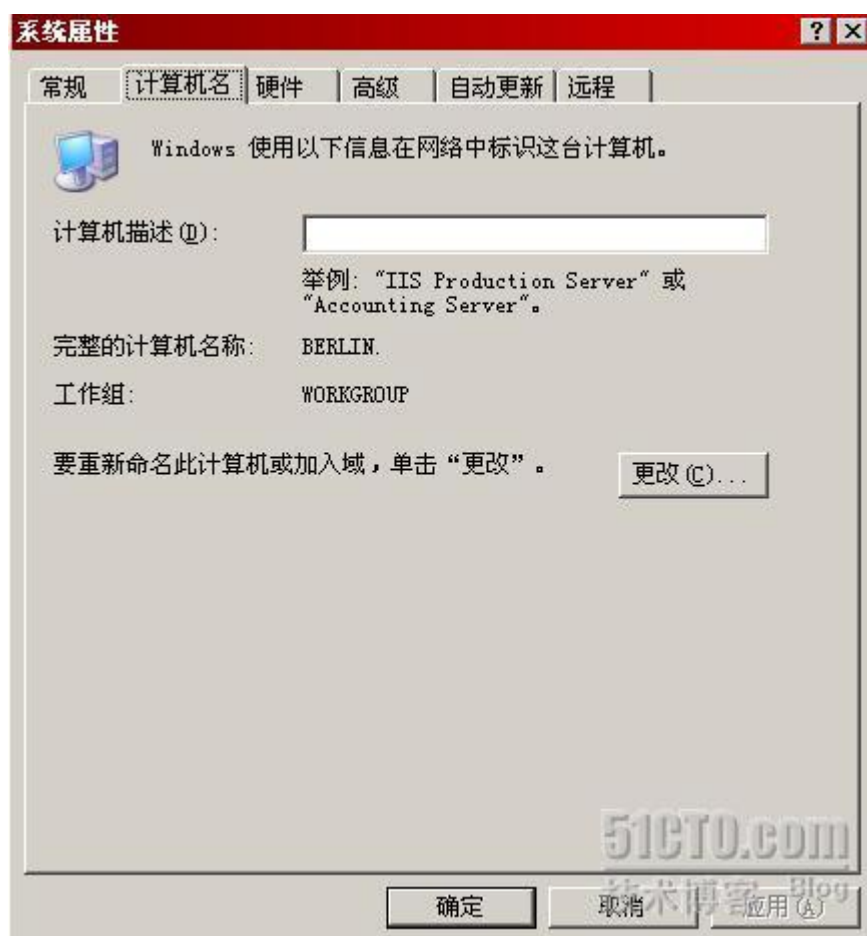 系统属性
常规 计算机名 硬件 高级 自动更新 远程
Windows 使用以下信息在网络中标识这台计算机。
计算机描述(D):
举例: "IIS Production Server" 或
"Accounting Server"。
完整的计算机名称: BERLIN.
工作组: WORKGROUP
要重新命名此计算机或加入域，单击“更改”。 更改(C)...
51CTO.com
技术博客 Blog
确定 取消 应用(A)